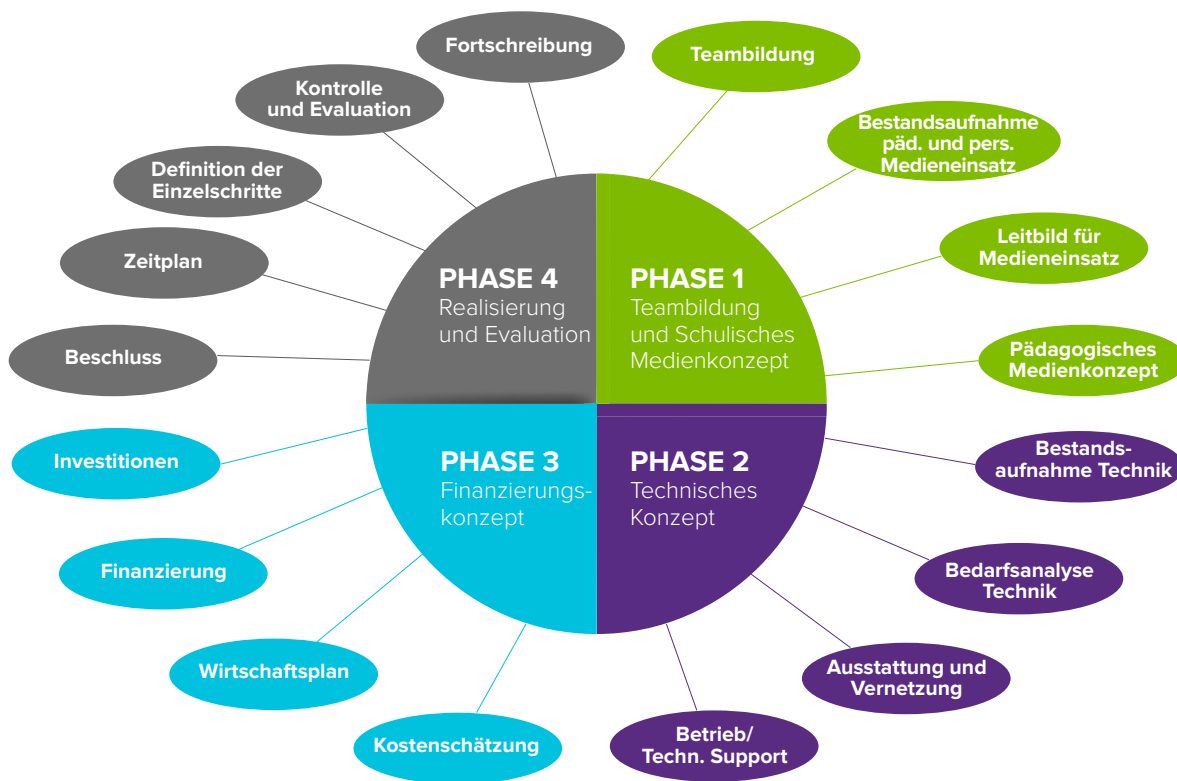 Fortschreibung
Teambildung
Kontrolle
und Evaluation
Bestandsaufnahme
päd. und pers.
Medieneinsatz
Definition der
Einzelschritte
Leitbild für
Medieneinsatz
Zeitplan
PHASE 4
Realisierung
und Evaluation
PHASE 1
Teambildung
und Schulisches
Medienkonzept
Beschluss
Pädagogisches
Medienkonzept
Investitionen
PHASE 3
Finanzierungs-
konzept
PHASE 2
Technisches
Konzept
Bestands-
aufnahme Technik
Finanzierung
Bedarfsanalyse
Technik
Wirtschaftsplan
Ausstattung und
Vernetzung
Kostenschätzung
Betrieb/
Techn. Support